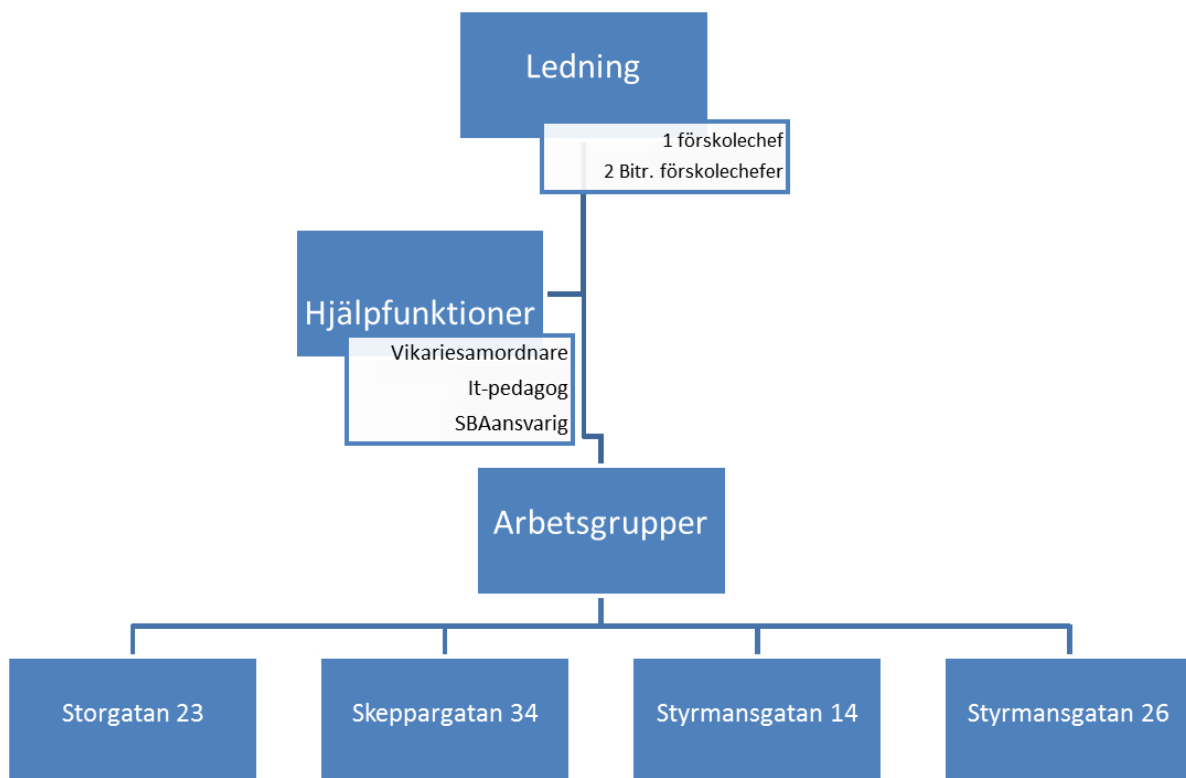 Ledning
1 förskolechef
2 Bitr. förskolechefer
Hjälpfunktioner
Vikariesamordnare
It-pedagog
SBAansvarig
Arbetsgrupper
Storgatan 23
Skeppargatan 34
Styrmansgatan 14
Styrmansgatan 26